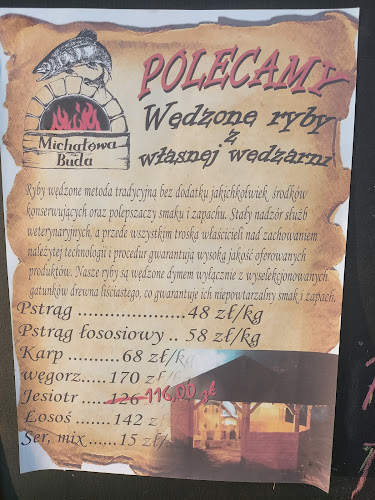 POLECAMY
Wędzone ryby
z
własnej wędzarni
Michałowa
Buda
Ryby wędzone metoda tradycyjną bez dodatku jakichkolwiek środków
konserwujących oraz polepszaczy smaku i zapachu. Stały nadzór służb
weterynaryjnych, a przede wszystkim troska właścicieli nad zachowaniem
należytej technologii i procedur gwarantują wysoką jakość oferowanych
produktów. Nasze ryby są wędzone dymem wyłącznie z wyselekcjonowanych
gatunków drewna liściastego, co gwarantuje ich niepowtarzalny smak i zapach.
Pstrąg ......................48 zł/kg
Pstrąg łososiowy .. 58 zł/kg
Karp ...........68 zł/kg
węgorz.....170 z
Jesiotr .....126 116,00 zł
Łosoś ......142 z
Ser, mix .......15 zł/